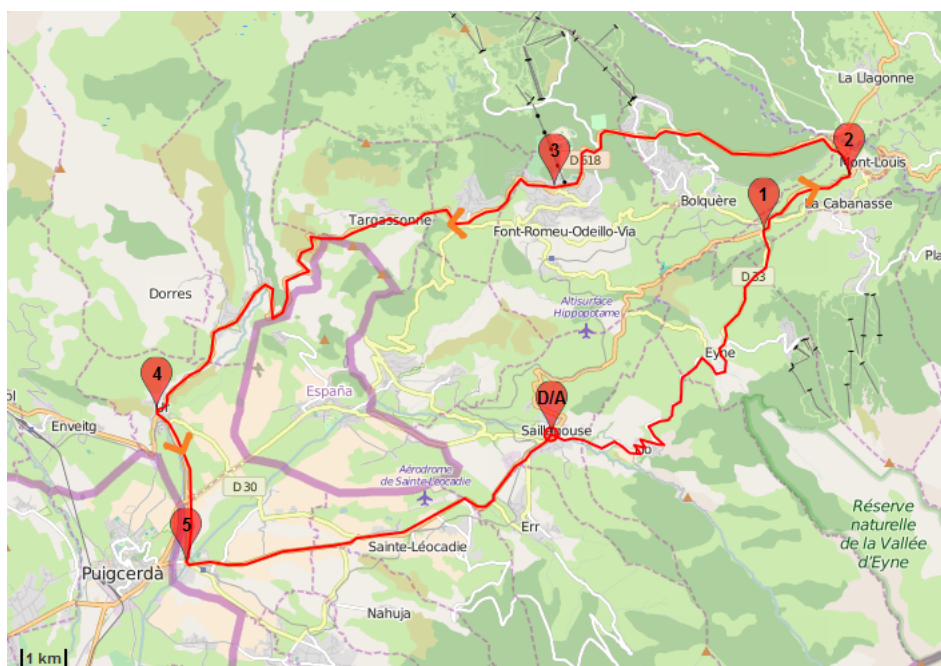 La Llagonne
2
3
D 618
Mont-Louis
1
Bolquère
La Cabanasse
Targassonne
Font-Romeu-Odeillo-Via
D 33
Dorres
Altisurface
Hippopotame
Eyne
4
España
D/A
Ur
Enveitg
Saillagouse
Aérodrome
de Sainte-Léocadie
D 30
Réserve
naturelle
de la Vallée
d'Eyne
5
Err
Sainte-Léocadie
Puigcerdà
Nahuja
1 km